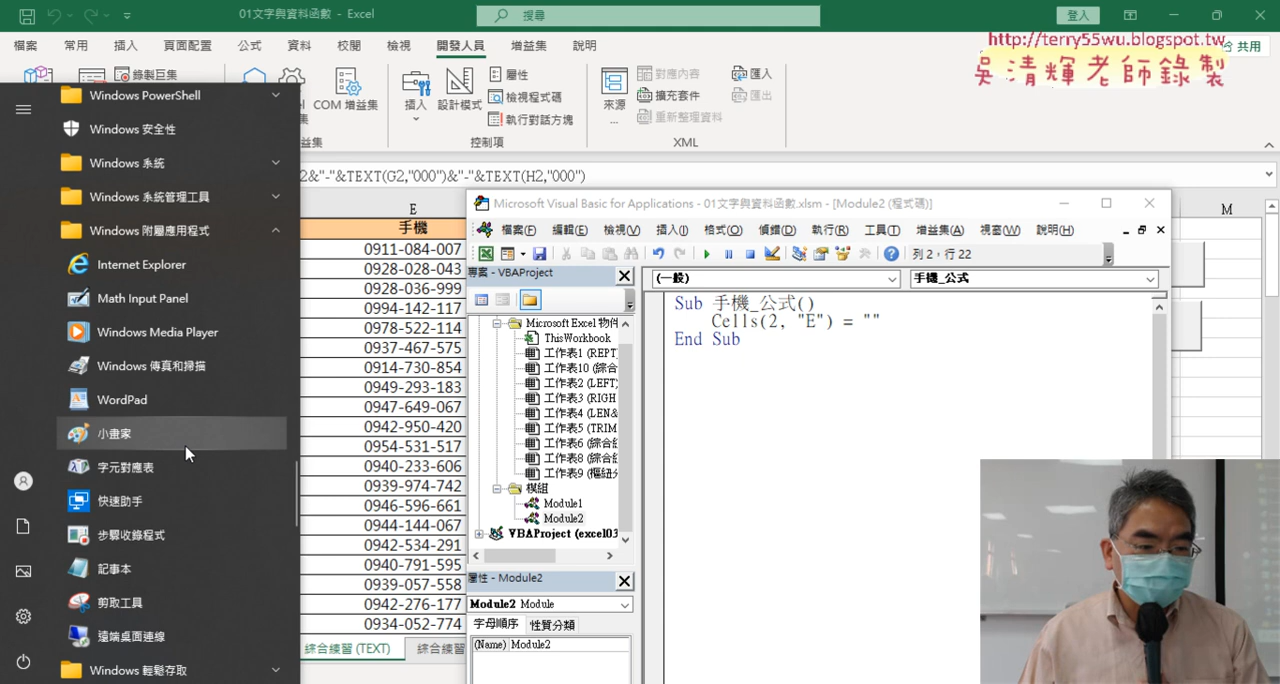 01文字與資料函數 - Excel
搜尋
登入
檔案 常用 插入 頁面配置 公式 資料 校閱 檢視 開發人員 增益集 說明
共用
http://terry55wu.blogspot.tw
吳清輝老師錄製
錄製巨集
COM 增益集
插入
設計模式
屬性
檢視程式碼
執行對話方塊
控制項
來源
...
對應內容
擴充套件
重新整理資料
匯入
匯出
XML
2&"-"&TEXT(G2,"000")&"-"&TEXT(H2,"000")
Windows PowerShell
Windows 安全性
Windows 系統
Windows 系統管理工具
Windows 附屬應用程式
Internet Explorer
Math Input Panel
Windows Media Player
Windows 傳真和掃描
WordPad
小畫家
字元對應表
快速助手
步驟收錄程式
記事本
剪取工具
遠端桌面連線
Windows 輕鬆存取
E
手機
0911-084-007
0928-028-043
0928-036-999
0994-142-117
0978-522-114
0937-467-575
0914-730-854
0949-293-183
0947-649-067
0942-950-420
0954-531-517
0940-233-606
0939-974-742
0946-596-661
0944-144-067
0942-534-291
0940-791-595
0939-057-558
0942-276-177
0934-052-774
綜合練習 (TEXT)
綜合練習
M
Microsoft Visual Basic for Applications - 01文字與資料函數.xlsm - [Module2 (程式碼)]
檔案(F) 編輯(E) 檢視(V) 插入(I) 格式(O) 偵錯(D) 執行(R) 工具(T) 增益集(A) 視窗(W) 說明(H)
列 2，行 22
專案 - VBAProject
Microsoft Excel 物件
ThisWorkbook
工作表1 (REPT
工作表10 (綜合
工作表2 (LEFT)
工作表3 (RIGH
工作表4 (LEN&
工作表5 (TRIM
工作表6 (綜合
工作表8 (綜合
工作表9 (樞紐分
模組
Module1
Module2
VBAProject (excel03
屬性 - Module2
Module2 Module
字母順序 性質分類
(Name) Module2
(一般)
手機_公式
Sub 手機_公式()
Cells(2, "E") = ""
End Sub